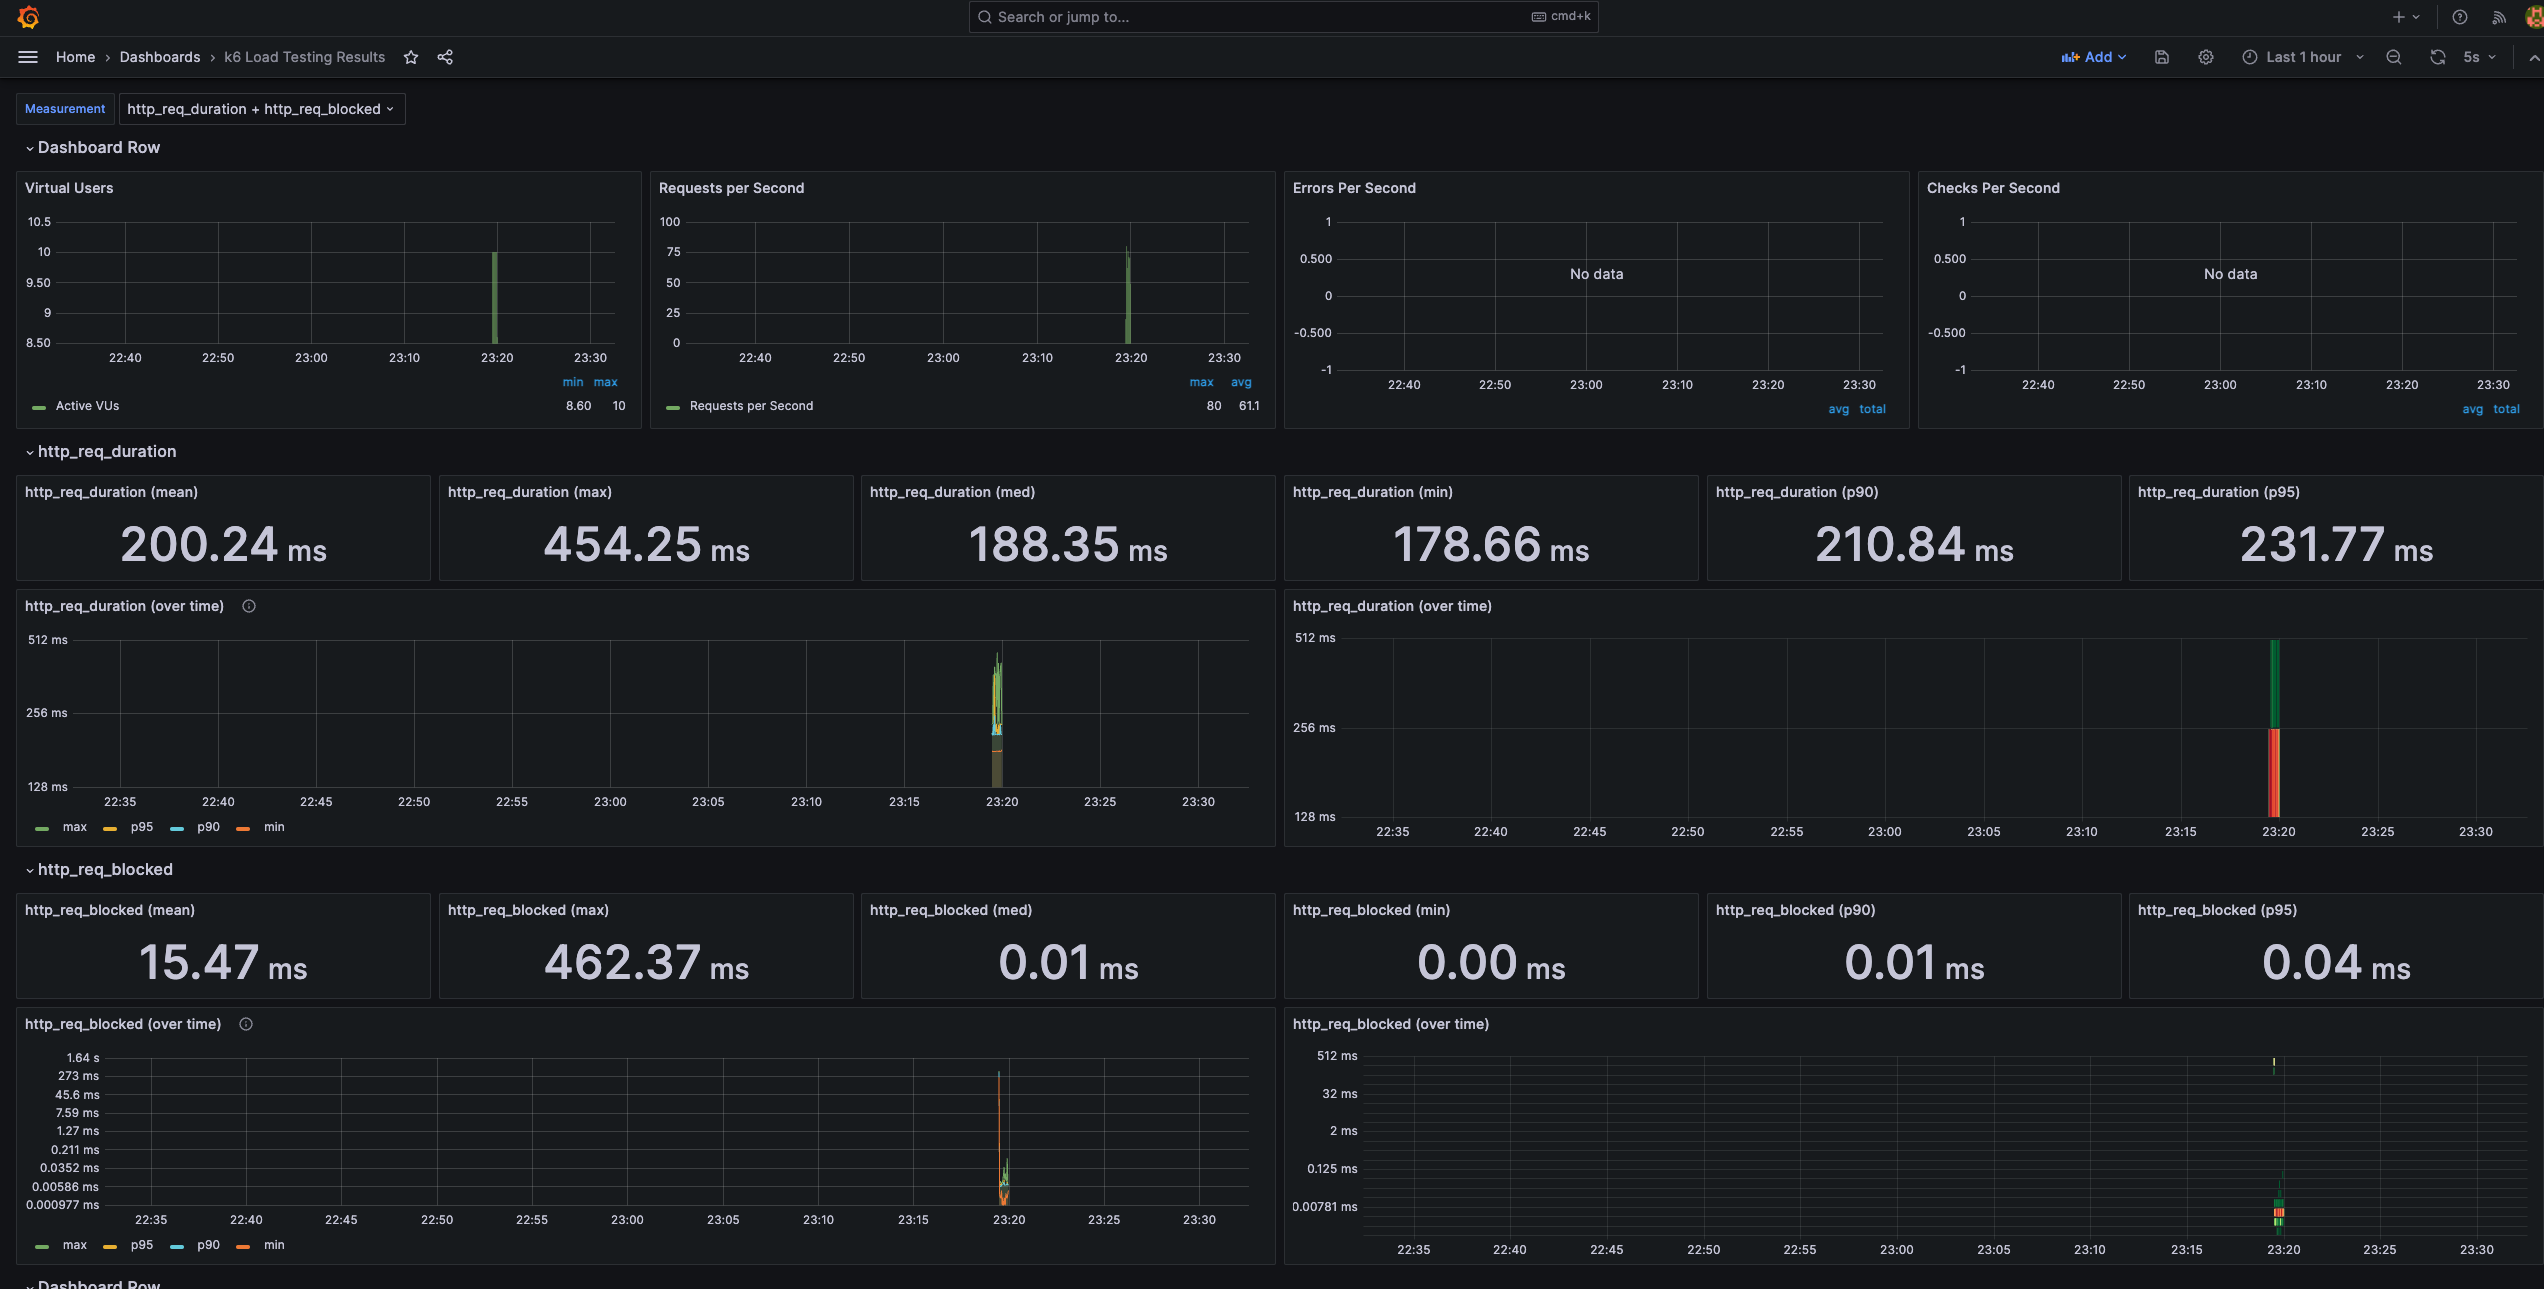 Search or jump to... cmd+k
Home › Dashboards › k6 Load Testing Results
Add Last 1 hour 5s
Measurement http_req_duration + http_req_blocked
Dashboard Row
Virtual Users
10.5
10
9.50
9
8.50
22:40 22:50 23:00 23:10 23:20 23:30
min max
Active VUs 8.60 10
Requests per Second
100
75
50
25
0
22:40 22:50 23:00 23:10 23:20 23:30
max avg
Requests per Second 80 61.1
Errors Per Second
1
0.500
0
-0.500
-1
No data
22:40 22:50 23:00 23:10 23:20 23:30
avg total
Checks Per Second
1
0.500
0
-0.500
-1
No data
22:40 22:50 23:00 23:10 23:20 23:30
avg total
http_req_duration
http_req_duration (mean)
200.24 ms
http_req_duration (max)
454.25 ms
http_req_duration (med)
188.35 ms
http_req_duration (min)
178.66 ms
http_req_duration (p90)
210.84 ms
http_req_duration (p95)
231.77 ms
http_req_duration (over time)
512 ms
256 ms
128 ms
22:35 22:40 22:45 22:50 22:55 23:00 23:05 23:10 23:15 23:20 23:25 23:30
max p95 p90 min
http_req_duration (over time)
512 ms
256 ms
128 ms
22:35 22:40 22:45 22:50 22:55 23:00 23:05 23:10 23:15 23:20 23:25 23:30
http_req_blocked
http_req_blocked (mean)
15.47 ms
http_req_blocked (max)
462.37 ms
http_req_blocked (med)
0.01 ms
http_req_blocked (min)
0.00 ms
http_req_blocked (p90)
0.01 ms
http_req_blocked (p95)
0.04 ms
http_req_blocked (over time)
1.64 s
273 ms
45.6 ms
7.59 ms
1.27 ms
0.211 ms
0.0352 ms
0.00586 ms
0.000977 ms
22:35 22:40 22:45 22:50 22:55 23:00 23:05 23:10 23:15 23:20 23:25 23:30
max p95 p90 min
http_req_blocked (over time)
512 ms
32 ms
2 ms
0.125 ms
0.00781 ms
22:35 22:40 22:45 22:50 22:55 23:00 23:05 23:10 23:15 23:20 23:25 23:30
Dashboard Row